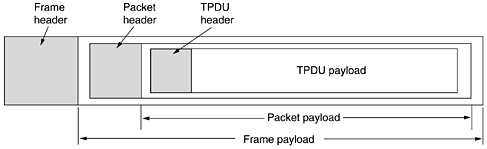 Frame
header
Packet
header
TPDU
header
TPDU payload
Packet payload
Frame payload